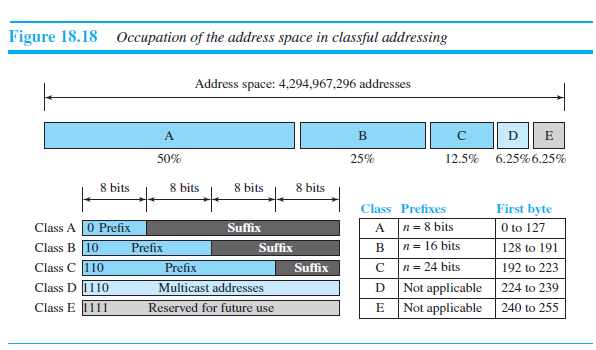 Figure 18.18 Occupation of the address space in classful addressing
Address space: 4,294,967,296 addresses
A B C D E
50% 25% 12.5% 6.25% 6.25%
8 bits 8 bits 8 bits 8 bits
Class A 0 Prefix Suffix
Class B 10 Prefix Suffix
Class C 110 Prefix Suffix
Class D 1110 Multicast addresses
Class E 1111 Reserved for future use
Class Prefixes First byte
A n = 8 bits 0 to 127
B n = 16 bits 128 to 191
C n = 24 bits 192 to 223
D Not applicable 224 to 239
E Not applicable 240 to 255